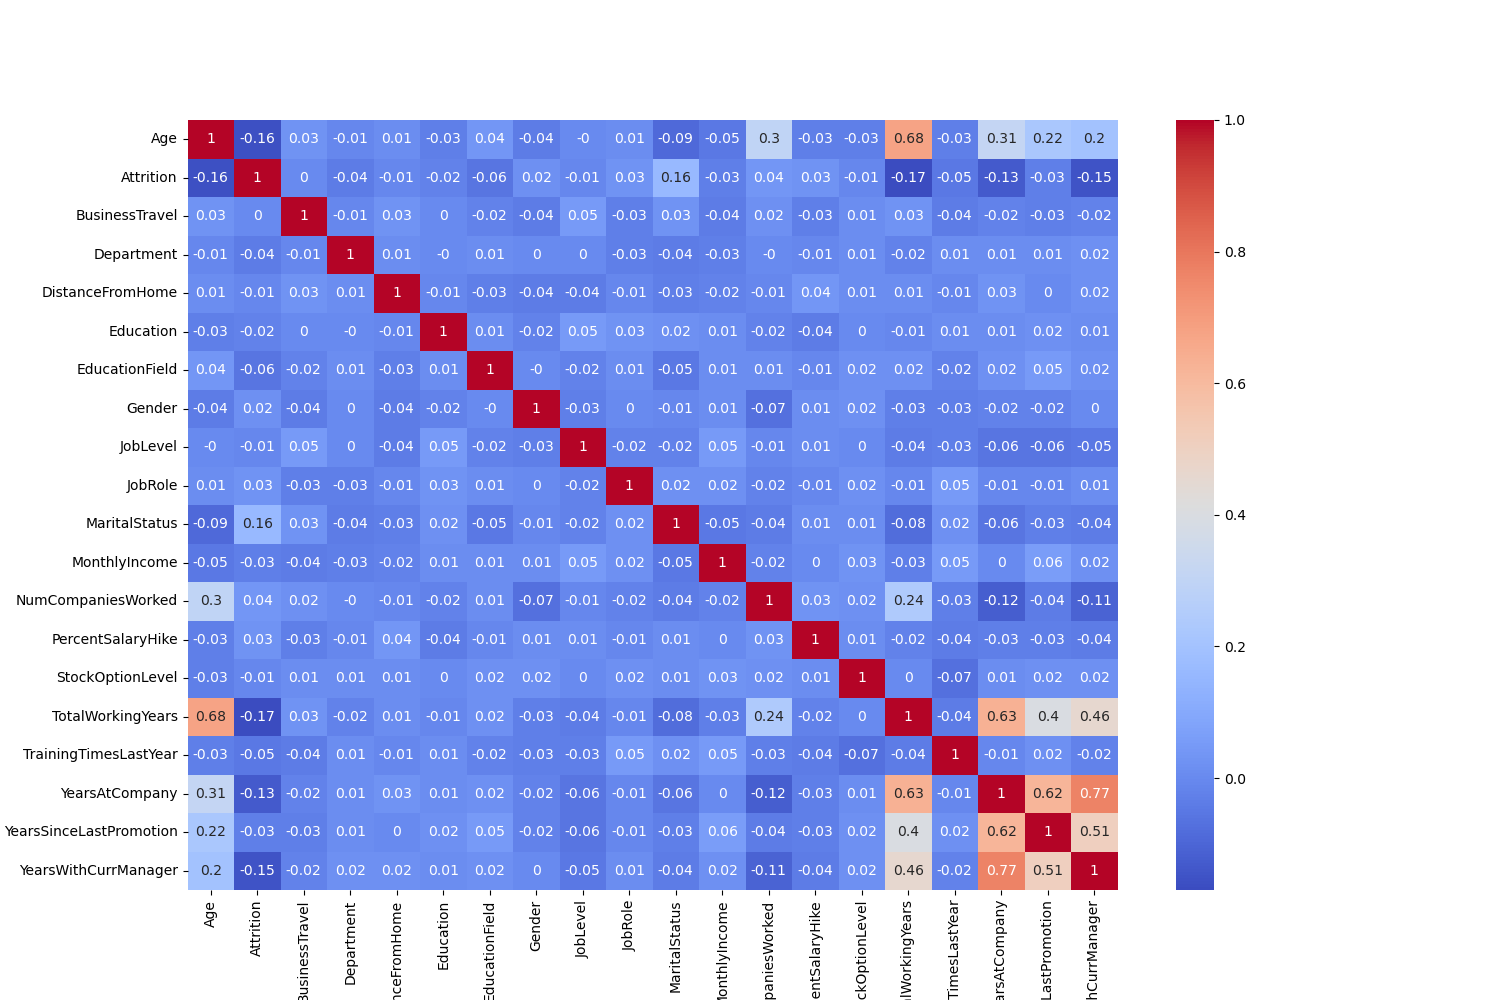 Age 1 -0.16 0.03 -0.01 0.01 -0.03 0.04 -0.04 -0 0.01 -0.09 -0.05 0.3 -0.03 -0.03 0.68 -0.03 0.31 0.22 0.2
Attrition -0.16 1 0 -0.04 -0.01 -0.02 -0.06 0.02 -0.01 0.03 0.16 -0.03 0.04 0.03 -0.01 -0.17 -0.05 -0.13 -0.03 -0.15
BusinessTravel 0.03 0 1 -0.01 0.03 0 -0.02 -0.04 0.05 -0.03 0.03 -0.04 0.02 -0.03 0.01 0.03 -0.04 -0.02 -0.03 -0.02
Department -0.01 -0.04 -0.01 1 0.01 -0 0.01 0 0 -0.03 -0.04 -0.03 -0 -0.01 0.01 -0.02 0.01 0.01 0.01 0.02
DistanceFromHome 0.01 -0.01 0.03 0.01 1 -0.01 -0.03 -0.04 -0.04 -0.01 -0.03 -0.02 -0.01 0.04 0.01 0.01 -0.01 0.03 0 0.02
Education -0.03 -0.02 0 -0 -0.01 1 0.01 -0.02 0.05 0.03 0.02 0.01 -0.02 -0.04 0 -0.01 0.01 0.01 0.02 0.01
EducationField 0.04 -0.06 -0.02 0.01 -0.03 0.01 1 -0 -0.02 0.01 -0.05 0.01 0.01 -0.01 0.02 0.02 -0.02 0.02 0.05 0.02
Gender -0.04 0.02 -0.04 0 -0.04 -0.02 -0 1 -0.03 0 -0.01 0.01 -0.07 0.01 0.02 -0.03 -0.03 -0.02 -0.02 0
JobLevel -0 -0.01 0.05 0 -0.04 0.05 -0.02 -0.03 1 -0.02 -0.02 0.05 -0.01 0.01 0 -0.04 -0.03 -0.06 -0.06 -0.05
JobRole 0.01 0.03 -0.03 -0.03 -0.01 0.03 0.01 0 -0.02 1 0.02 0.02 -0.02 -0.01 0.02 -0.01 0.05 -0.01 -0.01 0.01
MaritalStatus -0.09 0.16 0.03 -0.04 -0.03 0.02 -0.05 -0.01 -0.02 0.02 1 -0.05 -0.04 0.01 0.01 -0.08 0.02 -0.06 -0.03 -0.04
MonthlyIncome -0.05 -0.03 -0.04 -0.03 -0.02 0.01 0.01 0.01 0.05 0.02 -0.05 1 -0.02 0 0.03 -0.03 0.05 0 0.06 0.02
NumCompaniesWorked 0.3 0.04 0.02 -0 -0.01 -0.02 0.01 -0.07 -0.01 -0.02 -0.04 -0.02 1 0.03 0.02 0.24 -0.03 -0.12 -0.04 -0.11
PercentSalaryHike -0.03 0.03 -0.03 -0.01 0.04 -0.04 -0.01 0.01 0.01 -0.01 0.01 0 0.03 1 0.01 -0.02 -0.04 -0.03 -0.03 -0.04
StockOptionLevel -0.03 -0.01 0.01 0.01 0.01 0 0.02 0.02 0 0.02 0.01 0.03 0.02 0.01 1 0 -0.07 0.01 0.02 0.02
TotalWorkingYears 0.68 -0.17 0.03 -0.02 0.01 -0.01 0.02 -0.03 -0.04 -0.01 -0.08 -0.03 0.24 -0.02 0 1 -0.04 0.63 0.4 0.46
TrainingTimesLastYear -0.03 -0.05 -0.04 0.01 -0.01 0.01 -0.02 -0.03 -0.03 0.05 0.02 0.05 -0.03 -0.04 -0.07 -0.04 1 -0.01 0.02 -0.02
YearsAtCompany 0.31 -0.13 -0.02 0.01 0.03 0.01 0.02 -0.02 -0.06 -0.01 -0.06 0 -0.12 -0.03 0.01 0.63 -0.01 1 0.62 0.77
YearsSinceLastPromotion 0.22 -0.03 -0.03 0.01 0 0.02 0.05 -0.02 -0.06 -0.01 -0.03 0.06 -0.04 -0.03 0.02 0.4 0.02 0.62 1 0.51
YearsWithCurrManager 0.2 -0.15 -0.02 0.02 0.02 0.01 0.02 0 -0.05 0.01 -0.04 0.02 -0.11 -0.04 0.02 0.46 -0.02 0.77 0.51 1
Age
Attrition
BusinessTravel
Department
nceFromHome
Education
EducationField
Gender
JobLevel
JobRole
MaritalStatus
MonthlyIncome
paniesWorked
entSalaryHike
ckOptionLevel
alWorkingYears
TimesLastYear
arsAtCompany
LastPromotion
hCurrManager
1.0
0.8
0.6
0.4
0.2
0.0